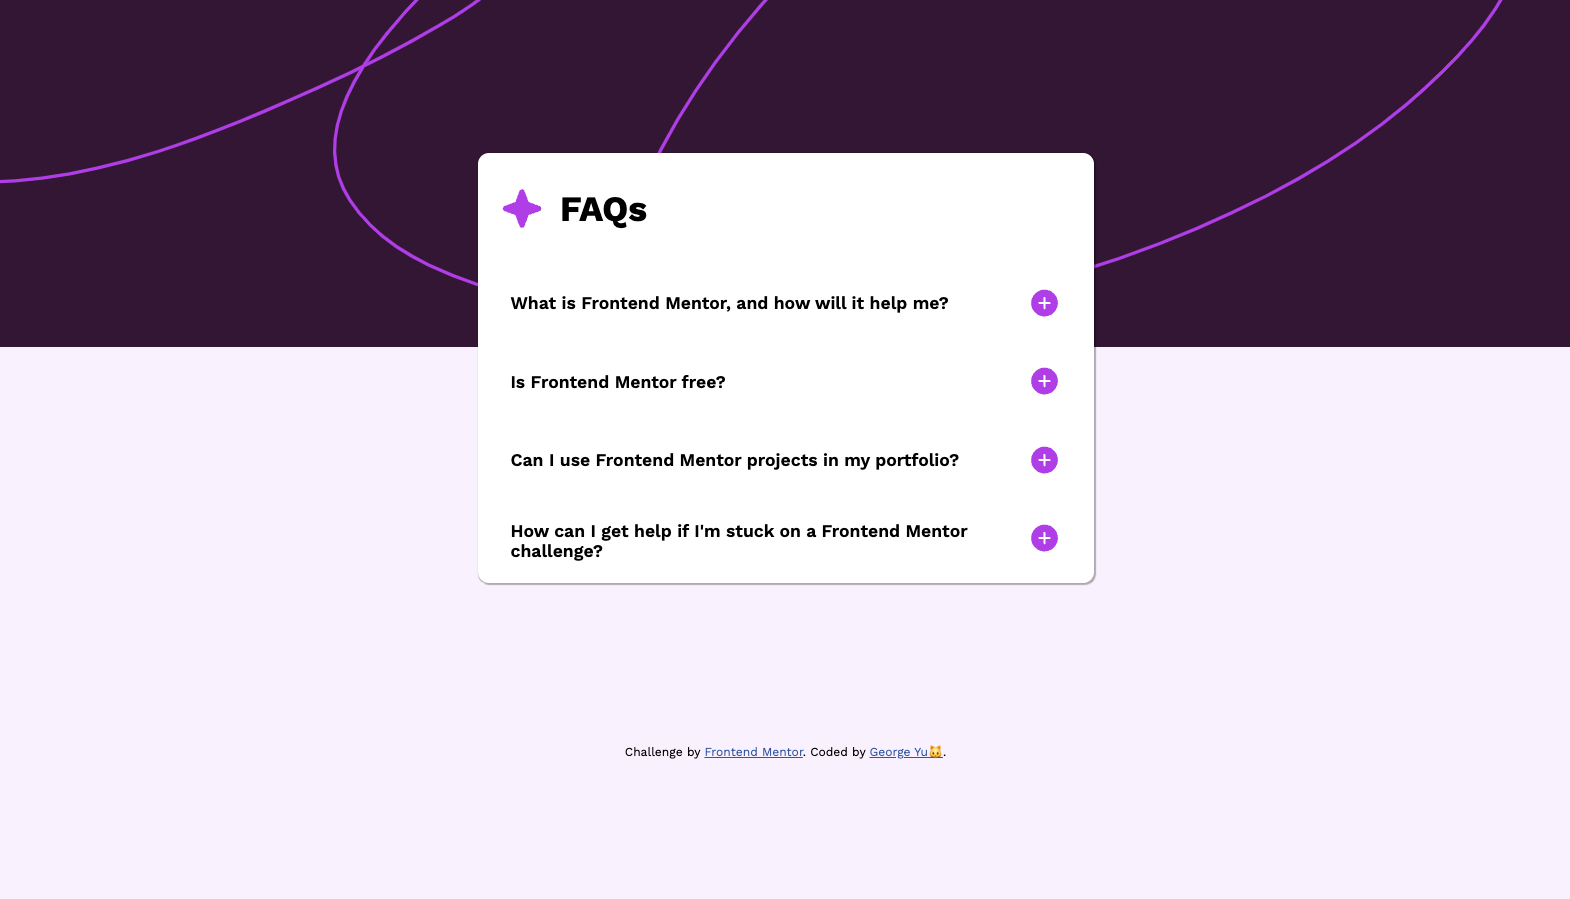 FAQs
What is Frontend Mentor, and how will it help me?
Is Frontend Mentor free?
Can I use Frontend Mentor projects in my portfolio?
How can I get help if I'm stuck on a Frontend Mentor
challenge?
Challenge by Frontend Mentor. Coded by George Yu🐱.